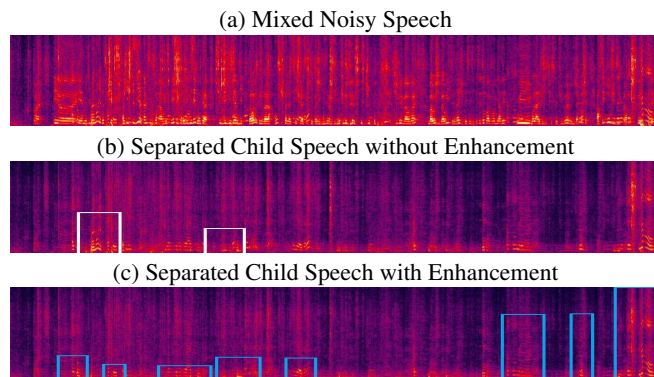 (a) Mixed Noisy Speech
(b) Separated Child Speech without Enhancement
(c) Separated Child Speech with Enhancement